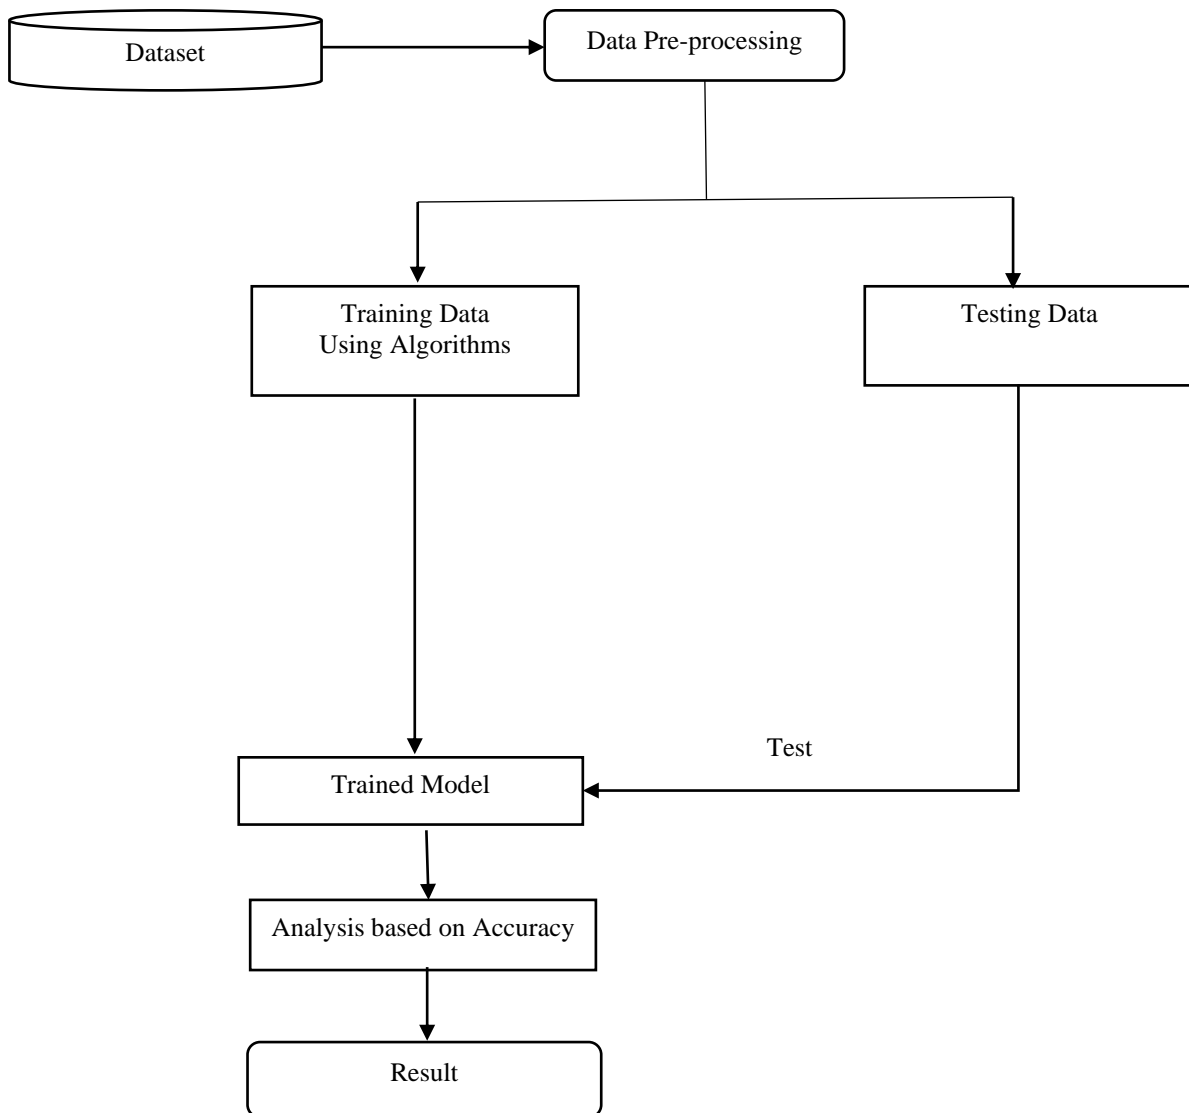 Dataset
Data Pre-processing
Training Data
Using Algorithms
Testing Data
Test
Trained Model
Analysis based on Accuracy
Result